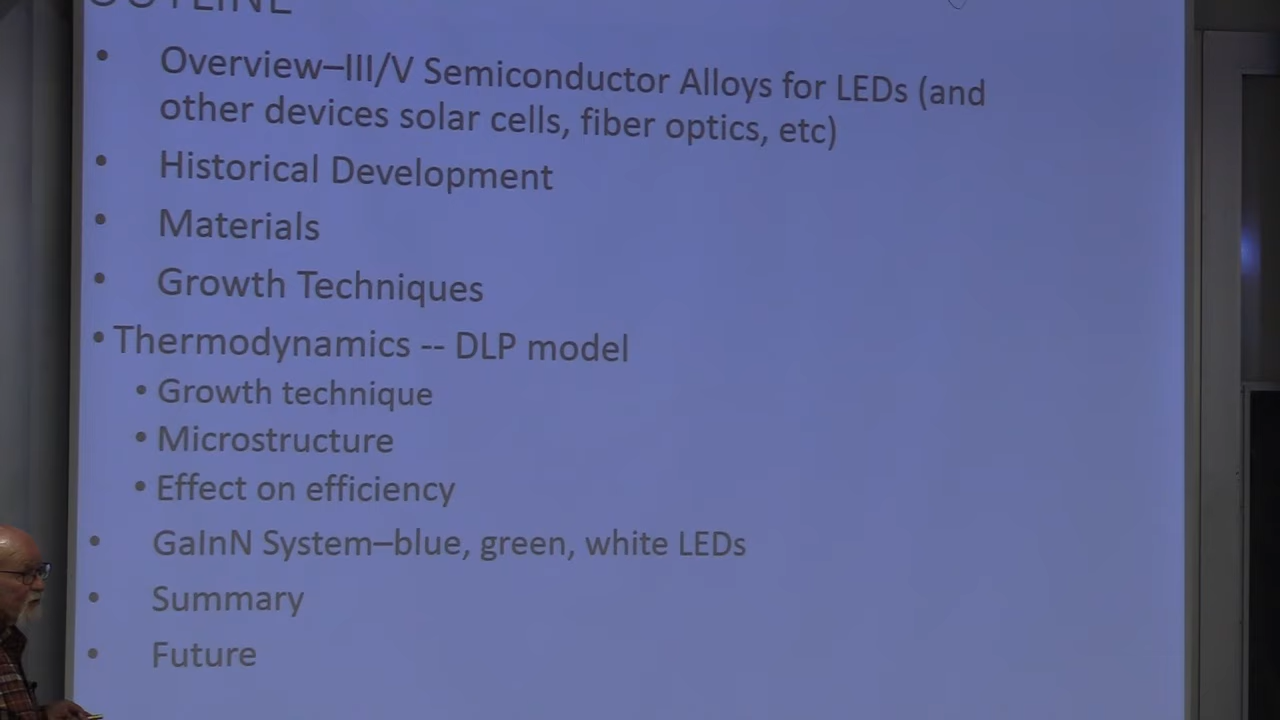 OUTLINE
• Overview–III/V Semiconductor Alloys for LEDs (and
other devices solar cells, fiber optics, etc)
• Historical Development
• Materials
• Growth Techniques
• Thermodynamics -- DLP model
• Growth technique
• Microstructure
• Effect on efficiency
• GaInN System–blue, green, white LEDs
• Summary
• Future